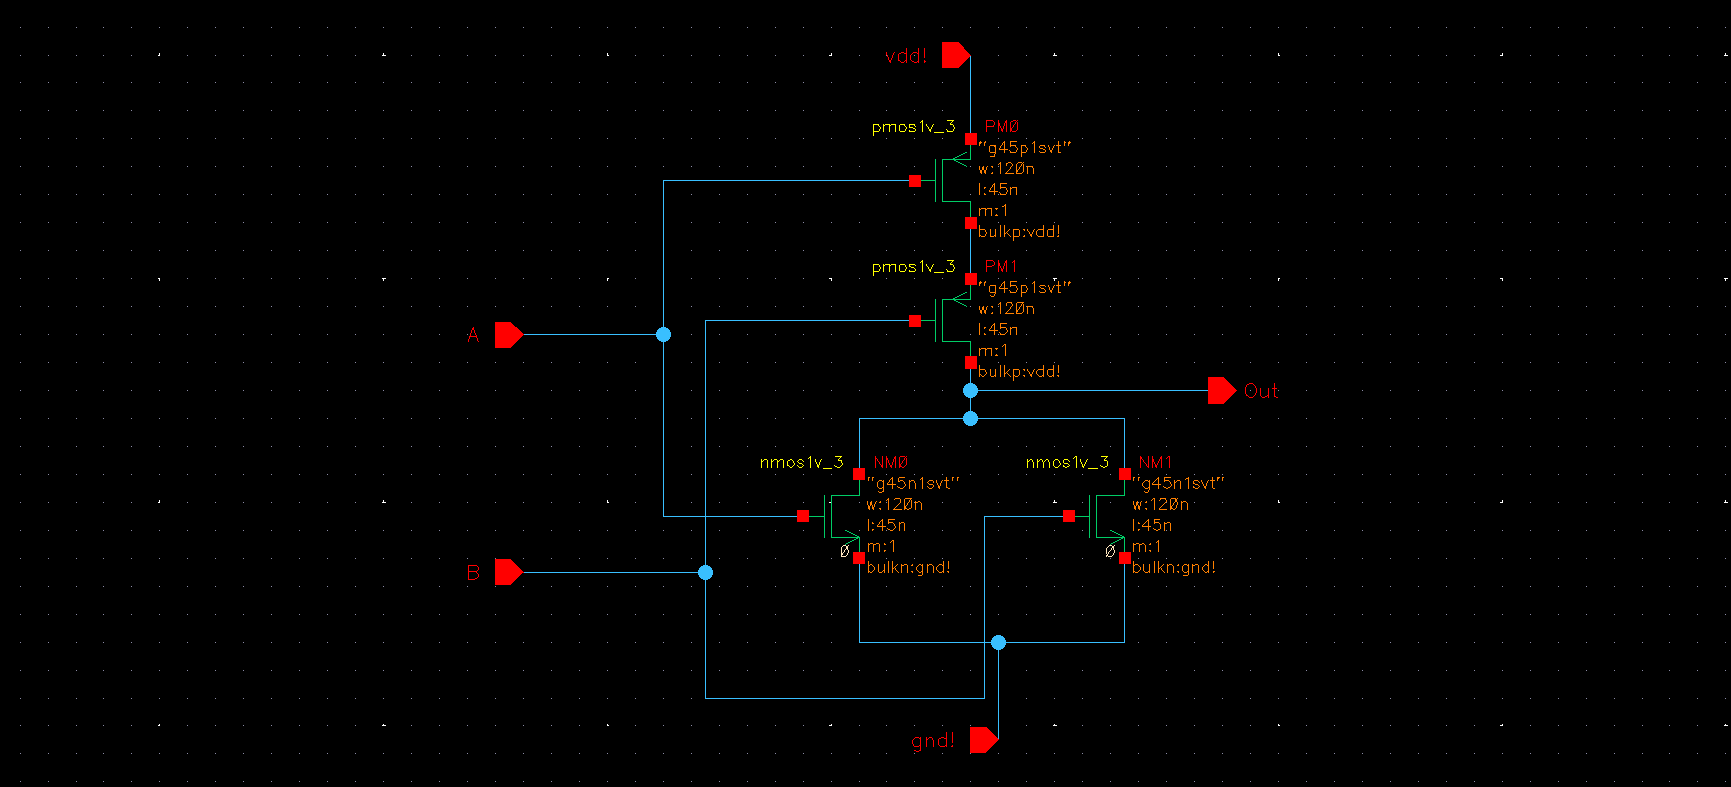 vdd!
pmos1v_3
PM0
"g45p1svt"
w:120n
l:45n
m:1
bulkp:vdd!
pmos1v_3
PM1
"g45p1svt"
w:120n
l:45n
m:1
bulkp:vdd!
A
Out
nmos1v_3
NM0
"g45n1svt"
w:120n
l:45n
m:1
0
bulkn:gnd!
nmos1v_3
NM1
"g45n1svt"
w:120n
l:45n
m:1
0
bulkn:gnd!
B
gnd!